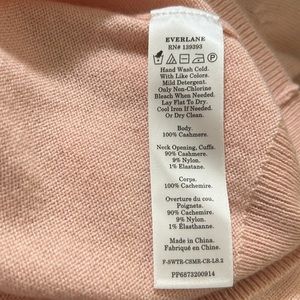 EVERLANE
RN# 139393
Hand Wash Cold.
With Like Colors.
Mild Detergent.
Only Non-Chlorine
Bleach When Needed.
Lay Flat To Dry.
Cool Iron If Needed.
Or Dry Clean.
Body.
100% Cashmere.
Neck Opening, Cuffs.
90% Cashmere.
9% Nylon.
1% Elastane.
Corps.
100% Cachemire.
Overture du cou,
Poignets.
90% Cachemire.
9% Nylon.
1% Élasthanne.
Made in China.
Fabriqué en Chine.
F-SWTR-CSMR-CR-LS.2
PP6873200914